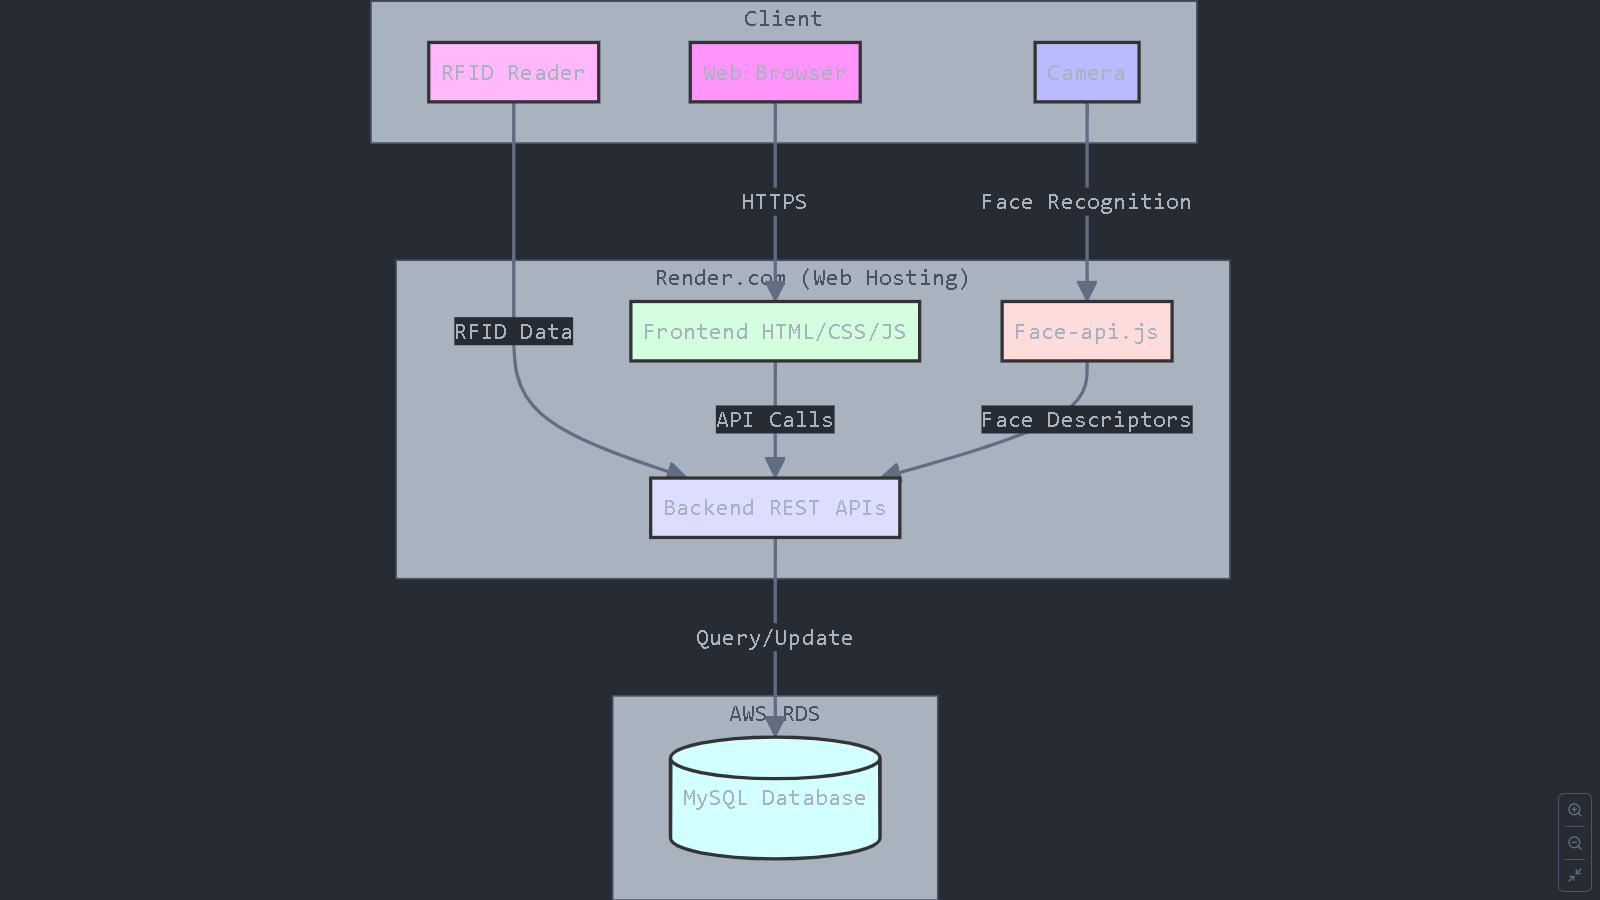 Client
RFID Reader
Web Browser
Camera
HTTPS
Face Recognition
Render.com (Web Hosting)
RFID Data
Frontend HTML/CSS/JS
Face-api.js
API Calls
Face Descriptors
Backend REST APIs
Query/Update
AWS RDS
MySQL Database